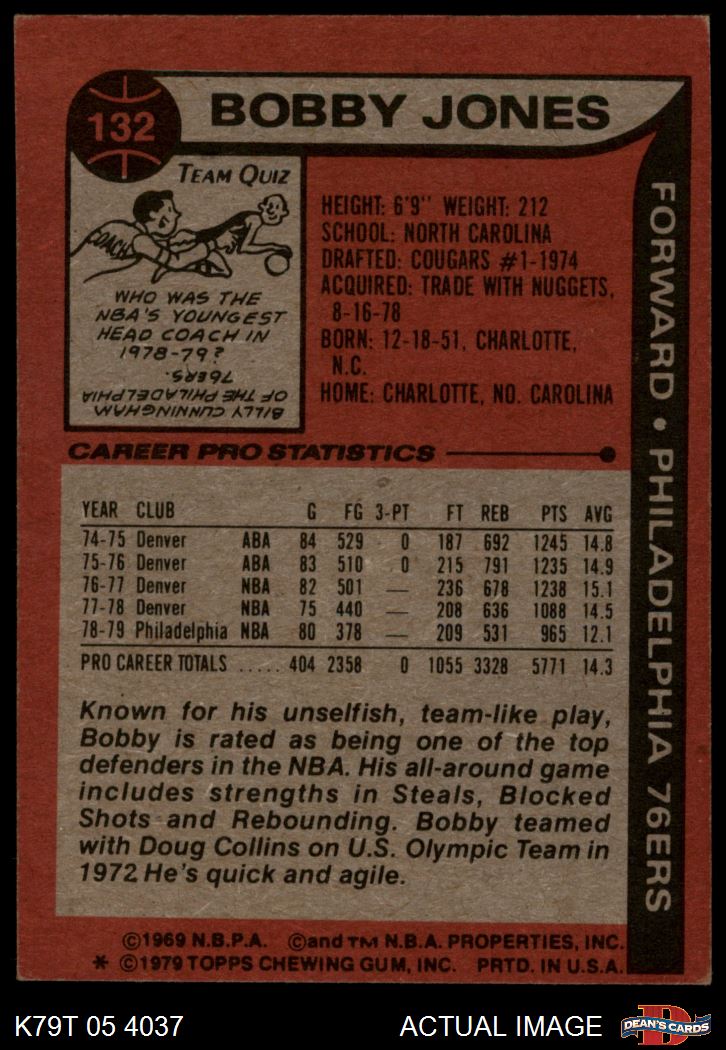 132
BOBBY JONES
TEAM QUIZ
COACH
WHO WAS THE
NBA'S YOUNGEST
HEAD COACH IN
1978-79?
BILLY CUNNINGHAM
OF THE PHILADELPHIA
76ERS.
HEIGHT: 6'9" WEIGHT: 212
SCHOOL: NORTH CAROLINA
DRAFTED: COUGARS #1-1974
ACQUIRED: TRADE WITH NUGGETS,
8-16-78
BORN: 12-18-51, CHARLOTTE,
N.C.
HOME: CHARLOTTE, NO. CAROLINA
FORWARD • PHILADELPHIA 76ERS
CAREER PRO STATISTICS
YEAR CLUB G FG 3-PT FT REB PTS AVG
74-75 Denver ABA 84 529 0 187 692 1245 14.8
75-76 Denver ABA 83 510 0 215 791 1235 14.9
76-77 Denver NBA 82 501 — 236 678 1238 15.1
77-78 Denver NBA 75 440 — 208 636 1088 14.5
78-79 Philadelphia NBA 80 378 — 209 531 965 12.1
PRO CAREER TOTALS ..... 404 2358 0 1055 3328 5771 14.3
Known for his unselfish, team-like play,
Bobby is rated as being one of the top
defenders in the NBA. His all-around game
includes strengths in Steals, Blocked
Shots and Rebounding. Bobby teamed
with Doug Collins on U.S. Olympic Team in
1972 He's quick and agile.
©1969 N.B.P.A. ©and TM N.B.A. PROPERTIES, INC.
* ©1979 TOPPS CHEWING GUM, INC. PRTD. IN U.S.A.
K79T 05 4037
ACTUAL IMAGE
D
DEAN'S CARDS